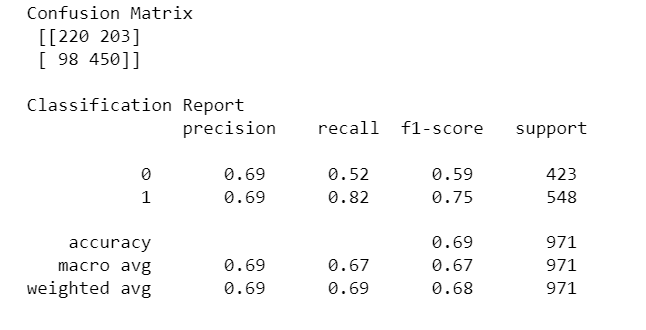 Confusion Matrix
[[220 203]
[ 98 450]]
Classification Report
precision recall f1-score support
0 0.69 0.52 0.59 423
1 0.69 0.82 0.75 548
accuracy 0.69 971
macro avg 0.69 0.67 0.67 971
weighted avg 0.69 0.69 0.68 971